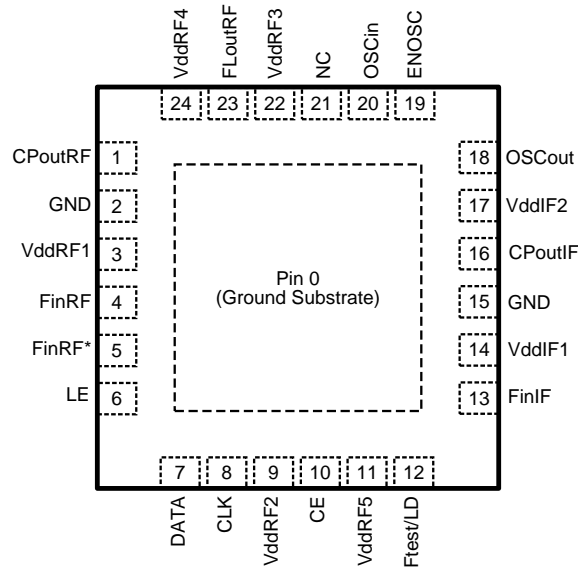 VddRF4
FLoutRF
VddRF3
NC
OSCin
ENOSC
24
23
22
21
20
19
CPoutRF
1
GND
2
VddRF1
3
FinRF
4
FinRF*
5
LE
6
Pin 0
(Ground Substrate)
18
OSCout
17
VddIF2
16
CPoutIF
15
GND
14
VddIF1
13
FinIF
7
8
9
10
11
12
DATA
CLK
VddRF2
CE
VddRF5
Ftest/LD